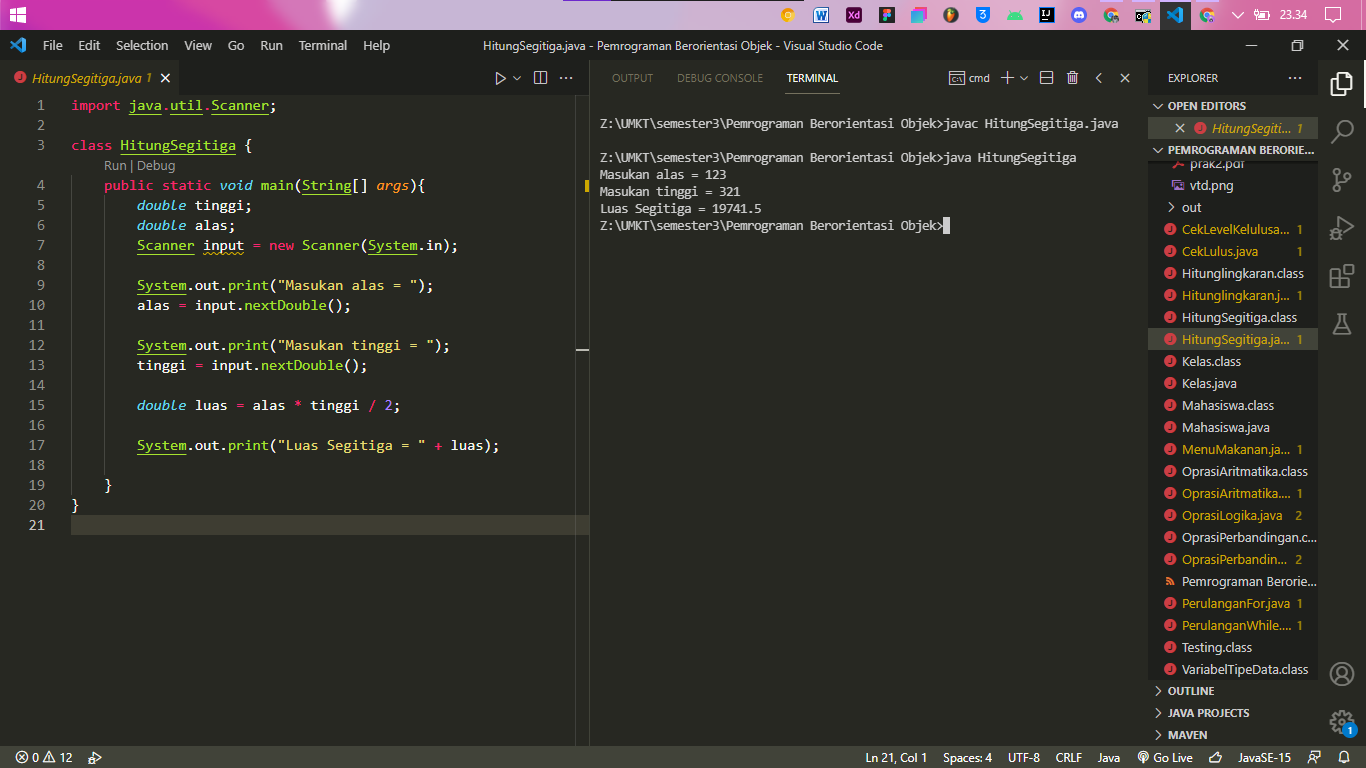 23.34
File Edit Selection View Go Run Terminal Help
HitungSegitiga.java - Pemrograman Berorientasi Objek - Visual Studio Code
HitungSegitiga.java 1
1 import java.util.Scanner;
2
3 class HitungSegitiga {
Run | Debug
4 public static void main(String[] args){
5 double tinggi;
6 double alas;
7 Scanner input = new Scanner(System.in);
8
9 System.out.print("Masukan alas = ");
10 alas = input.nextDouble();
11
12 System.out.print("Masukan tinggi = ");
13 tinggi = input.nextDouble();
14
15 double luas = alas * tinggi / 2;
16
17 System.out.print("Luas Segitiga = " + luas);
18
19 }
20 }
21
OUTPUT DEBUG CONSOLE TERMINAL
cmd
Z:\UMKT\semester3\Pemrograman Berorientasi Objek>javac HitungSegitiga.java
Z:\UMKT\semester3\Pemrograman Berorientasi Objek>java HitungSegitiga
Masukan alas = 123
Masukan tinggi = 321
Luas Segitiga = 19741.5
Z:\UMKT\semester3\Pemrograman Berorientasi Objek>
EXPLORER
OPEN EDITORS
HitungSegiti... 1
PEMROGRAMAN BERORIE...
prak2.pdf
vtd.png
out
CekLevelKelulusa... 1
CekLulus.java 1
Hitunglingkaran.class
Hitunglingkaran.j... 1
HitungSegitiga.class
HitungSegitiga.ja... 1
Kelas.class
Kelas.java
Mahasiswa.class
Mahasiswa.java
MenuMakanan.ja... 1
OprasiAritmatika.class
OprasiAritmatika.... 1
OprasiLogika.java 2
OprasiPerbandingan.c...
OprasiPerbandin... 2
Pemrograman Berorie...
PerulanganFor.java 1
PerulanganWhile.... 1
Testing.class
VariabelTipeData.class
OUTLINE
JAVA PROJECTS
MAVEN
1
0 12
Ln 21, Col 1 Spaces: 4 UTF-8 CRLF Java Go Live JavaSE-15